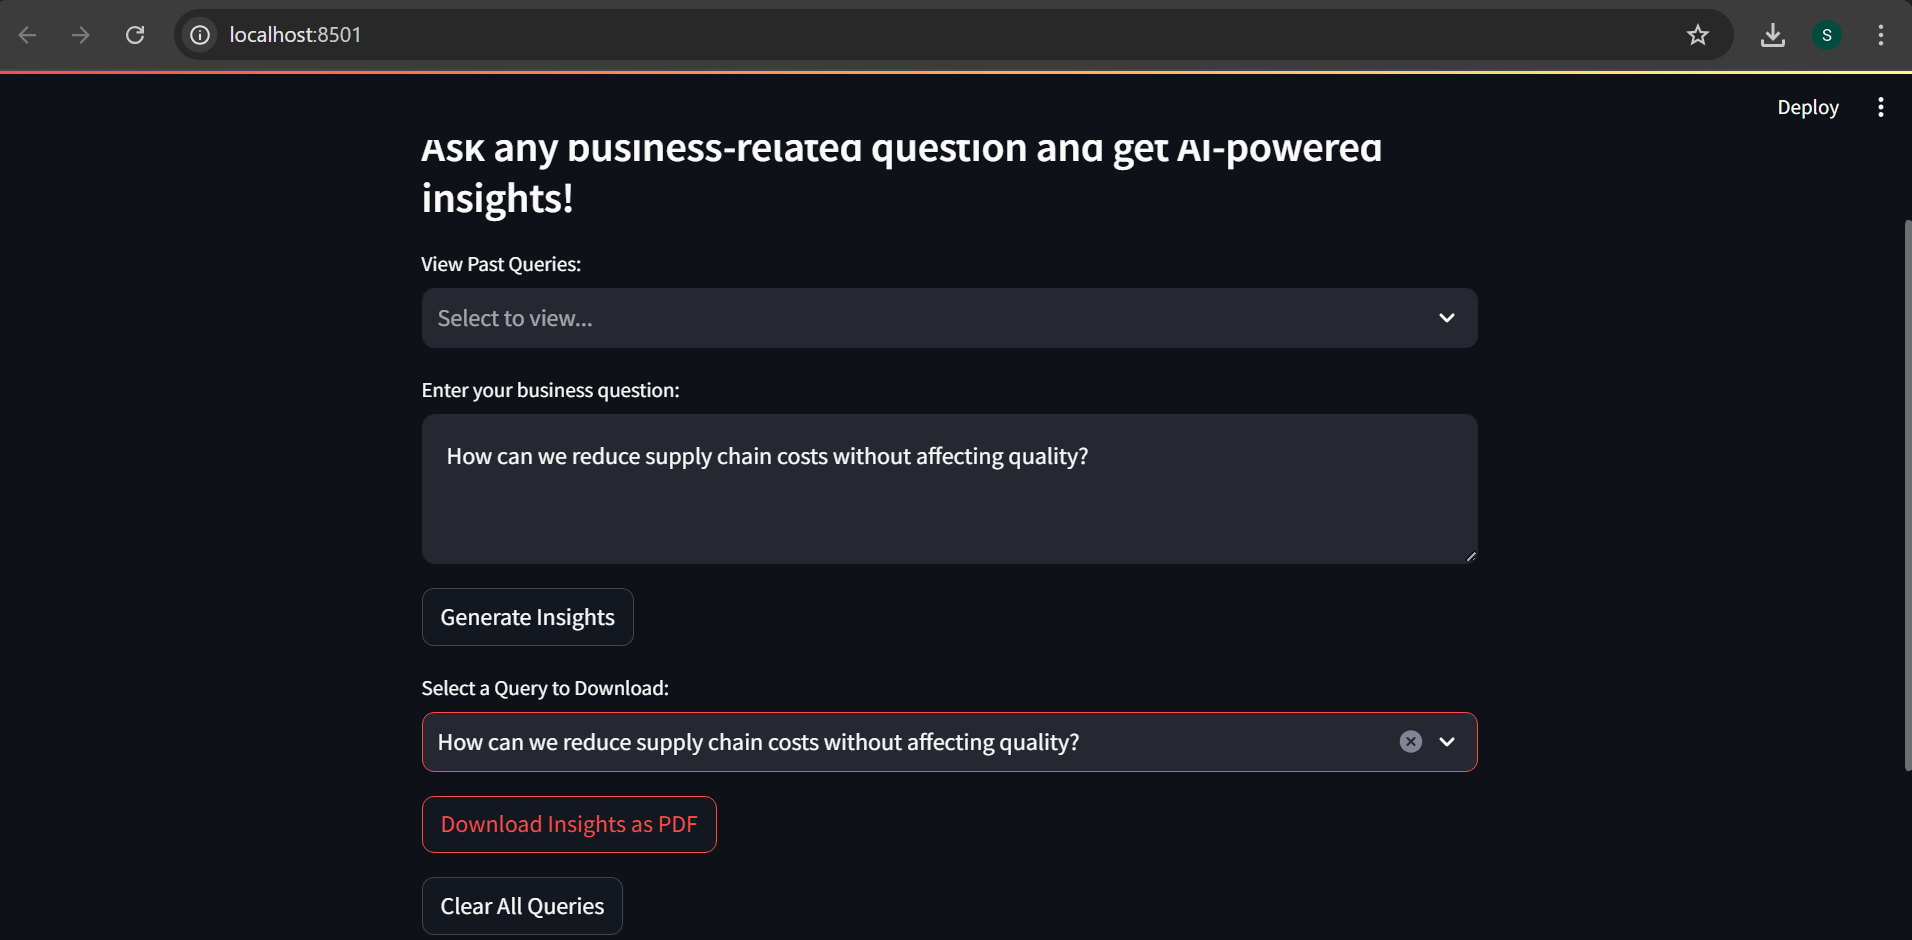 localhost:8501
S
Deploy
Ask any business-related question and get AI-powered
insights!
View Past Queries:
Select to view...
Enter your business question:
How can we reduce supply chain costs without affecting quality?
Generate Insights
Select a Query to Download:
How can we reduce supply chain costs without affecting quality?
Download Insights as PDF
Clear All Queries